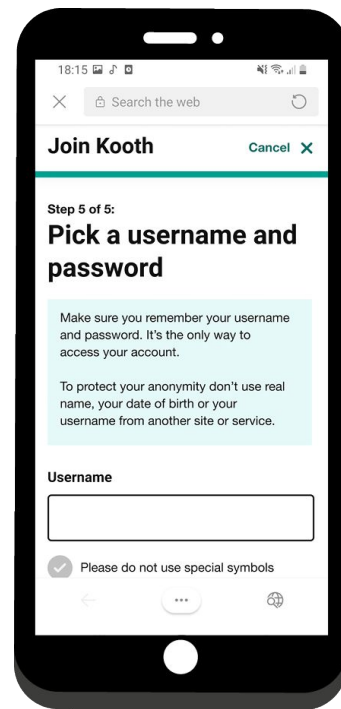 18:15
Search the web
Join Kooth
Cancel X
Step 5 of 5:
Pick a username and
password
Make sure you remember your username
and password. It's the only way to
access your account.
To protect your anonymity don't use real
name, your date of birth or your
username from another site or service.
Username
Please do not use special symbols